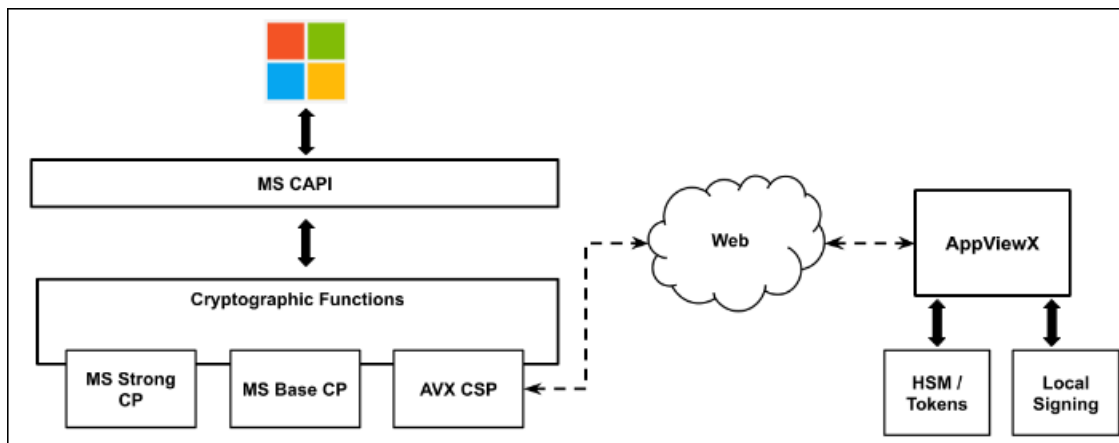 MS CAPI
Cryptographic Functions
MS Strong
CP
MS Base CP
AVX CSP
Web
AppViewX
HSM /
Tokens
Local
Signing